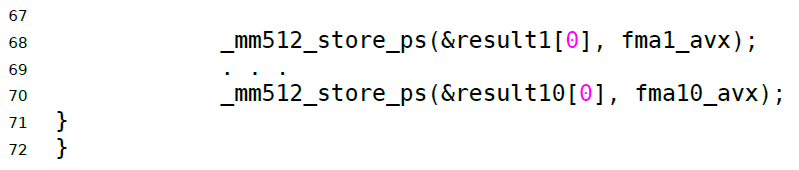 67
68 _mm512_store_ps(&result1[0], fma1_avx);
69 . . .
70 _mm512_store_ps(&result10[0], fma10_avx);
71 }
72 }